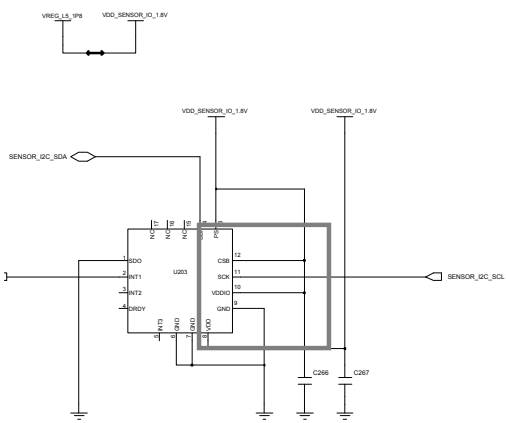 VREG_L5_1P8 VDD_SENSOR_IO_1.8V
VDD_SENSOR_IO_1.8V VDD_SENSOR_IO_1.8V
SENSOR_I2C_SDA
NC 17
NC 16
NC 15
1 SDO
2 INT1
3 INT2
4 DRDY
U203
CSB 12
SCK 11
VDDIO 10
GND 9
SENSOR_I2C_SCL
INT3 5
GND 6
GND 7
VDD 8
C266 C267